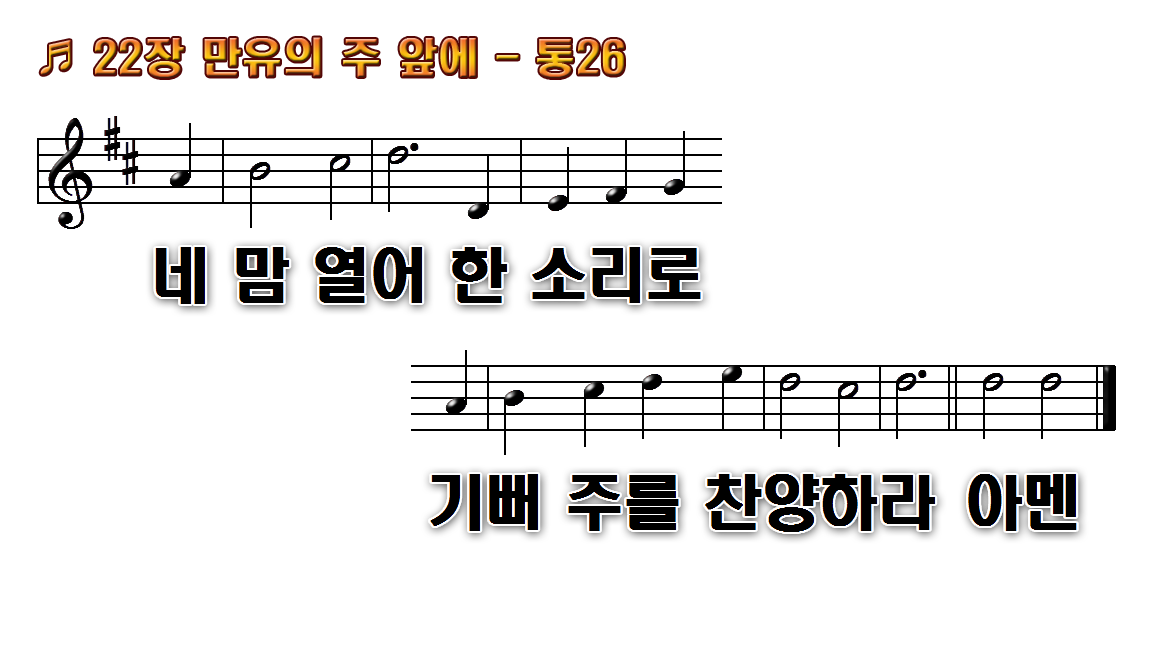 ♬ 22장 만유의 주 앞에 - 통26
네 맘 열어 한 소리로
기뻐 주를 찬양하라 아멘